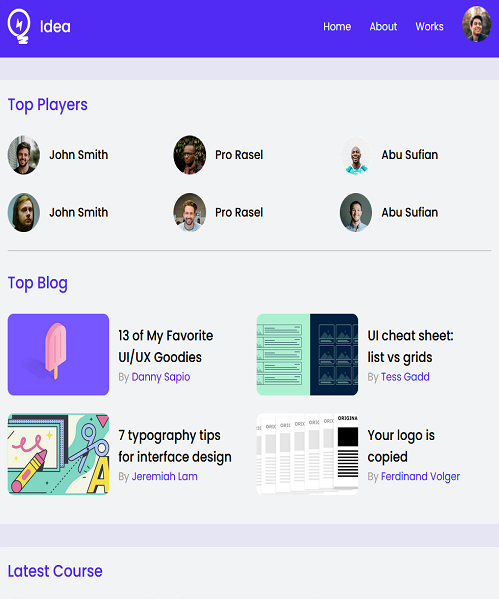 Idea
Home About Works
Top Players
John Smith Pro Rasel Abu Sufian
John Smith Pro Rasel Abu Sufian
Top Blog
13 of My Favorite
UI/UX Goodies
By Danny Sapio
UI cheat sheet:
list vs grids
By Tess Gadd
7 typography tips
for interface design
By Jeremiah Lam
A
ORIGINA
Your logo is
copied
By Ferdinand Volger
Latest Course